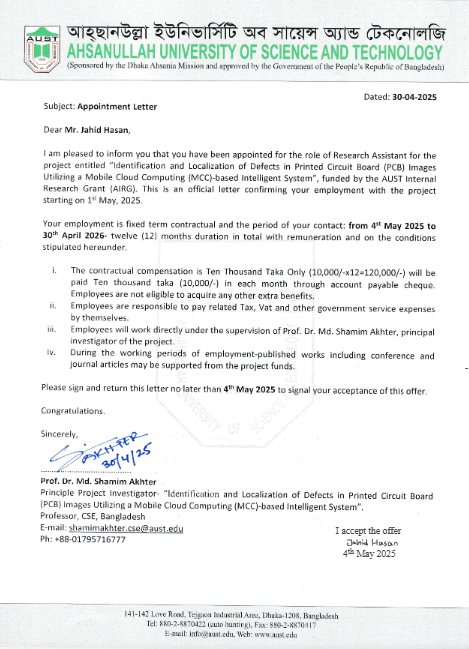 আহ্ছানউল্লা ইউনিভার্সিটি অব সায়েন্স অ্যান্ড টেকনোলজি
AHSANULLAH UNIVERSITY OF SCIENCE AND TECHNOLOGY
(Sponsored by the Dhaka Ahsania Mission and approved by the Government of the People's Republic of Bangladesh)
AUST
Dated: 30-04-2025
Subject: Appointment Letter
Dear Mr. Jahid Hasan,
I am pleased to inform you that you have been appointed for the role of Research Assistant for the
project entitled "Identification and Localization of Defects in Printed Circuit Board (PCB) Images
Utilizing a Mobile Cloud Computing (MCC)-based Intelligent System", funded by the AUST Internal
Research Grant (AIRG). This is an official letter confirming your employment with the project
starting on 1st May, 2025.
Your employment is fixed term contractual and the period of your contact: from 4st May 2025 to
30th April 2026- twelve (12) months duration in total with remuneration and on the conditions
stipulated hereunder.
i. The contractual compensation is Ten Thousand Taka Only (10,000/-x12=120,000/-) will be
paid Ten thousand taka (10,000/-) in each month through account payable cheque.
Employees are not eligible to acquire any other extra benefits.
ii. Employees are responsible to pay related Tax, Vat and other government service expenses
by themselves.
iii. Employees will work directly under the supervision of Prof. Dr. Md. Shamim Akhter, principal
investigator of the project.
iv. During the working periods of employment-published works including conference and
journal articles may be supported from the project funds.
Please sign and return this letter no later than 4th May 2025 to signal your acceptance of this offer.
Congratulations.
Sincerely,
SAKHTER
30/4/25
Prof. Dr. Md. Shamim Akhter
Principle Project Investigator- "Identification and Localization of Defects in Printed Circuit Board
(PCB) Images Utilizing a Mobile Cloud Computing (MCC)-based Intelligent System".
Professor, CSE, Bangladesh
E-mail: shamimakhter.cse@aust.edu
Ph: +88-01795716777
I accept the offer
Jahid Hasan
4th May 2025
141-142 Love Road, Tejgaon Industrial Area, Dhaka-1208, Bangladesh
Tel: 880-2-8870422 (auto hunting), Fax: 880-2-8870417
E-mail: info@aust.edu, Web: www.aust.edu